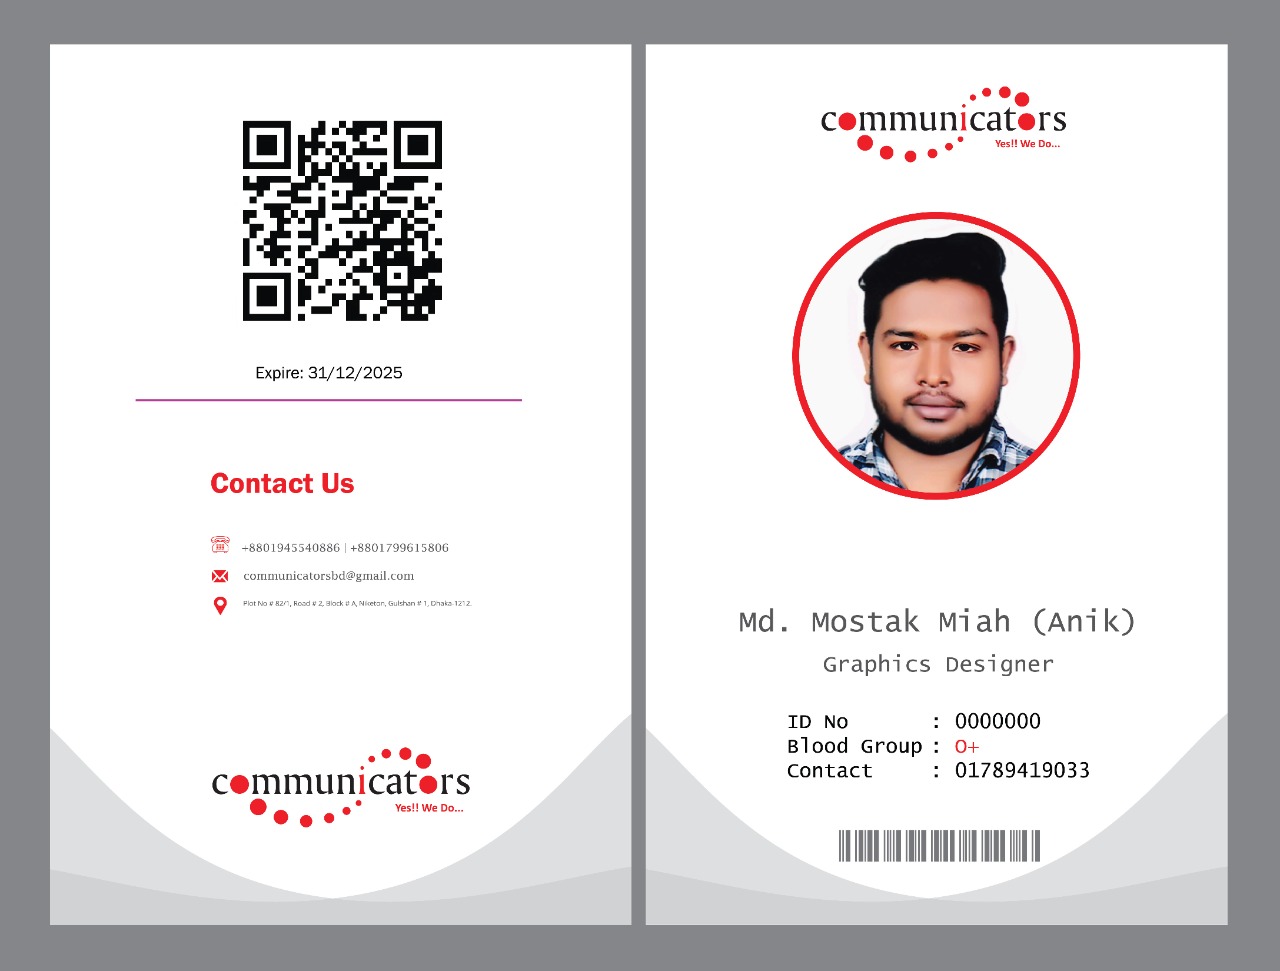 Expire: 31/12/2025
Contact Us
+8801945540886 | +8801799615806
communicatorsbd@gmail.com
Plot No # 82/1, Road # 2, Block # A, Niketon, Gulshan # 1, Dhaka-1212.
communicators
Yes!! We Do...
communicators
Yes!! We Do...
Md. Mostak Miah (Anik)
Graphics Designer
ID No : 0000000
Blood Group : O+
Contact : 01789419033